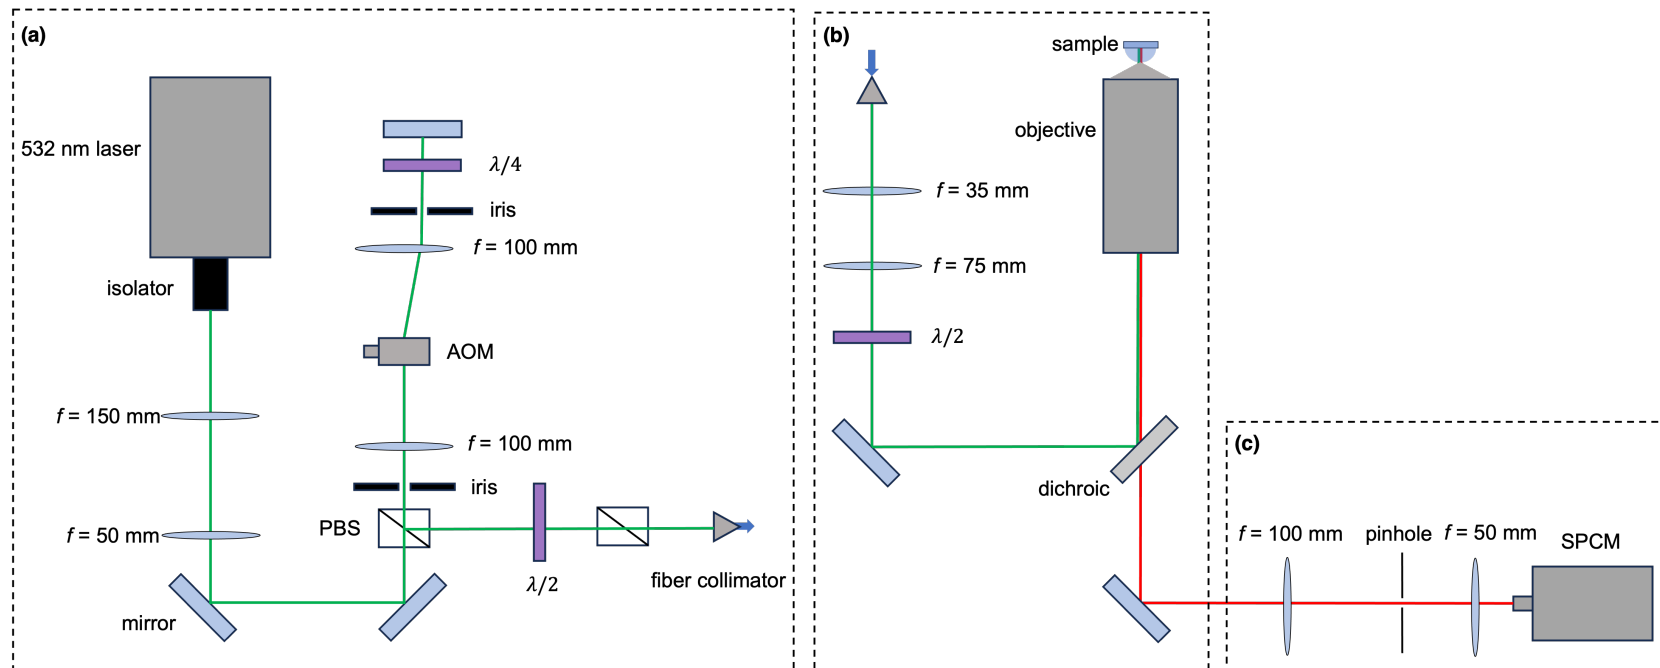 (a)
532 nm laser
isolator
f = 150 mm
f = 50 mm
mirror
λ/4
iris
f = 100 mm
AOM
f = 100 mm
iris
PBS
λ/2
fiber collimator
(b)
sample
objective
f = 35 mm
f = 75 mm
λ/2
dichroic
(c)
f = 100 mm
pinhole
f = 50 mm
SPCM